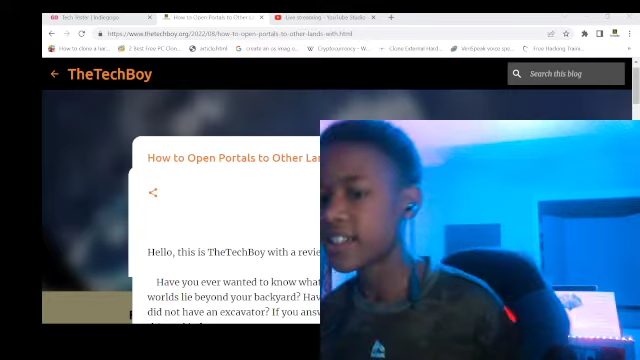 Tech Tester | Indiegogo
How to Open Portals to Other L
Live streaming - YouTube Studio
https://www.thetechboy.org/2022/08/how-to-open-portals-to-other-lands-with.html
How to clone a har
2 Best Free PC Clon
article.html
create an os imag
Cryptocurrency
Clone External Hard
VeriSpeak voice
Free Hacking Traini
TheTechBoy
Search this blog
How to Open Portals to Other Lan
Hello, this is TheTechBoy with a revie
Have you ever wanted to know what
worlds lie beyond your backyard? Hav
did not have an excavator? If you answ